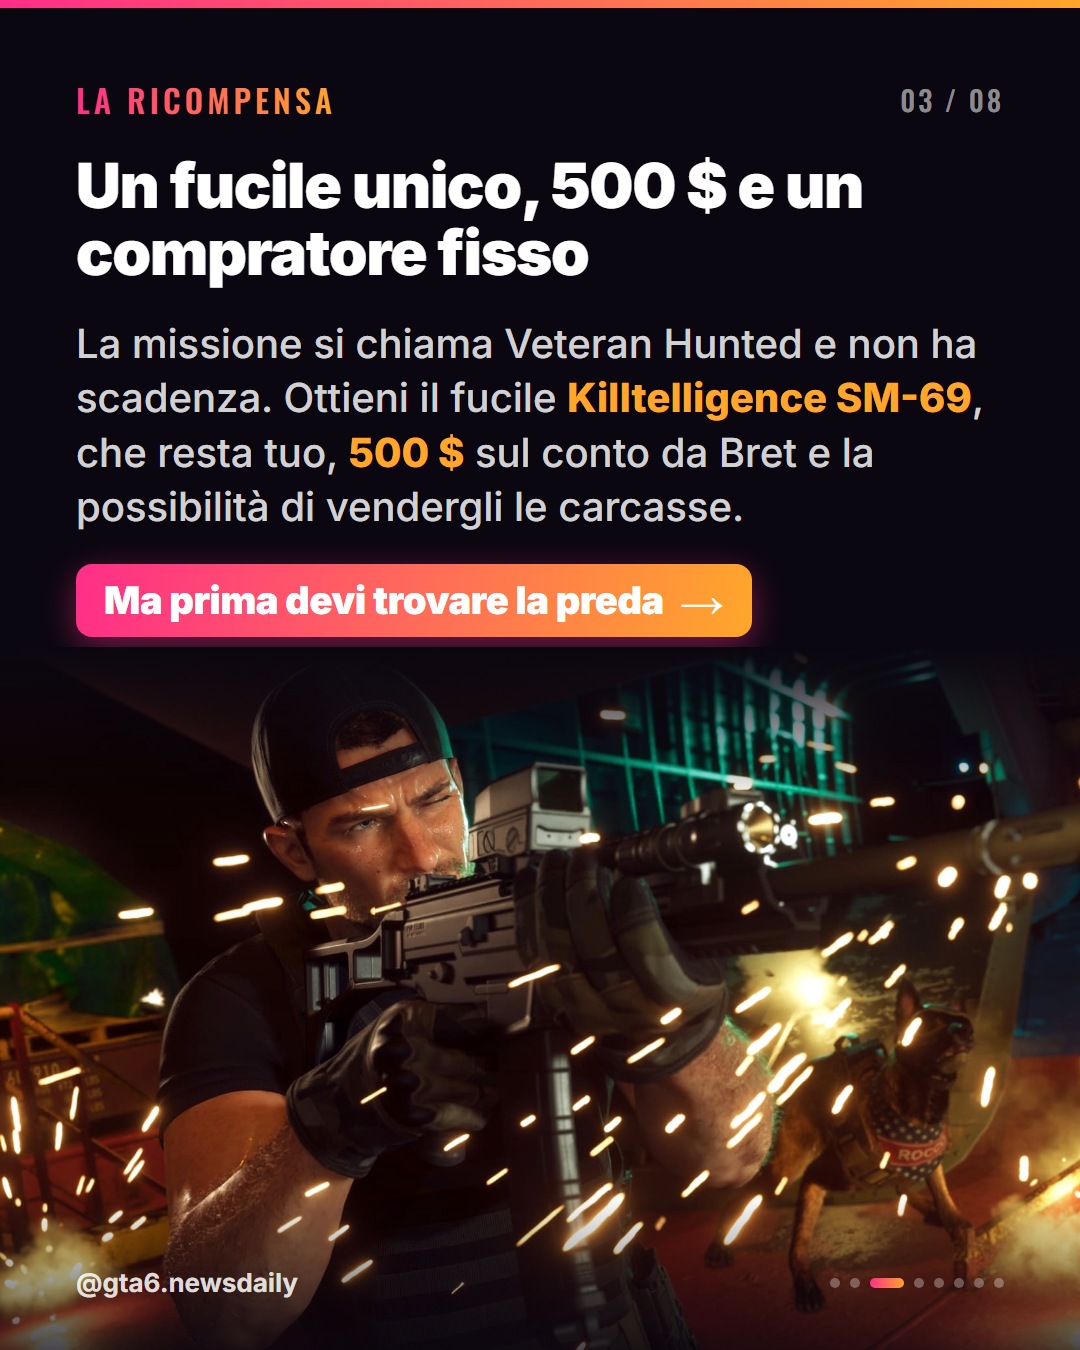 LA RICOMPENSA
03 / 08
Un fucile unico, 500 $ e un
compratore fisso
La missione si chiama Veteran Hunted e non ha
scadenza. Ottieni il fucile Killtelligence SM-69,
che resta tuo, 500 $ sul conto da Bret e la
possibilità di vendergli le carcasse.
Ma prima devi trovare la preda →
@gta6.newsdaily